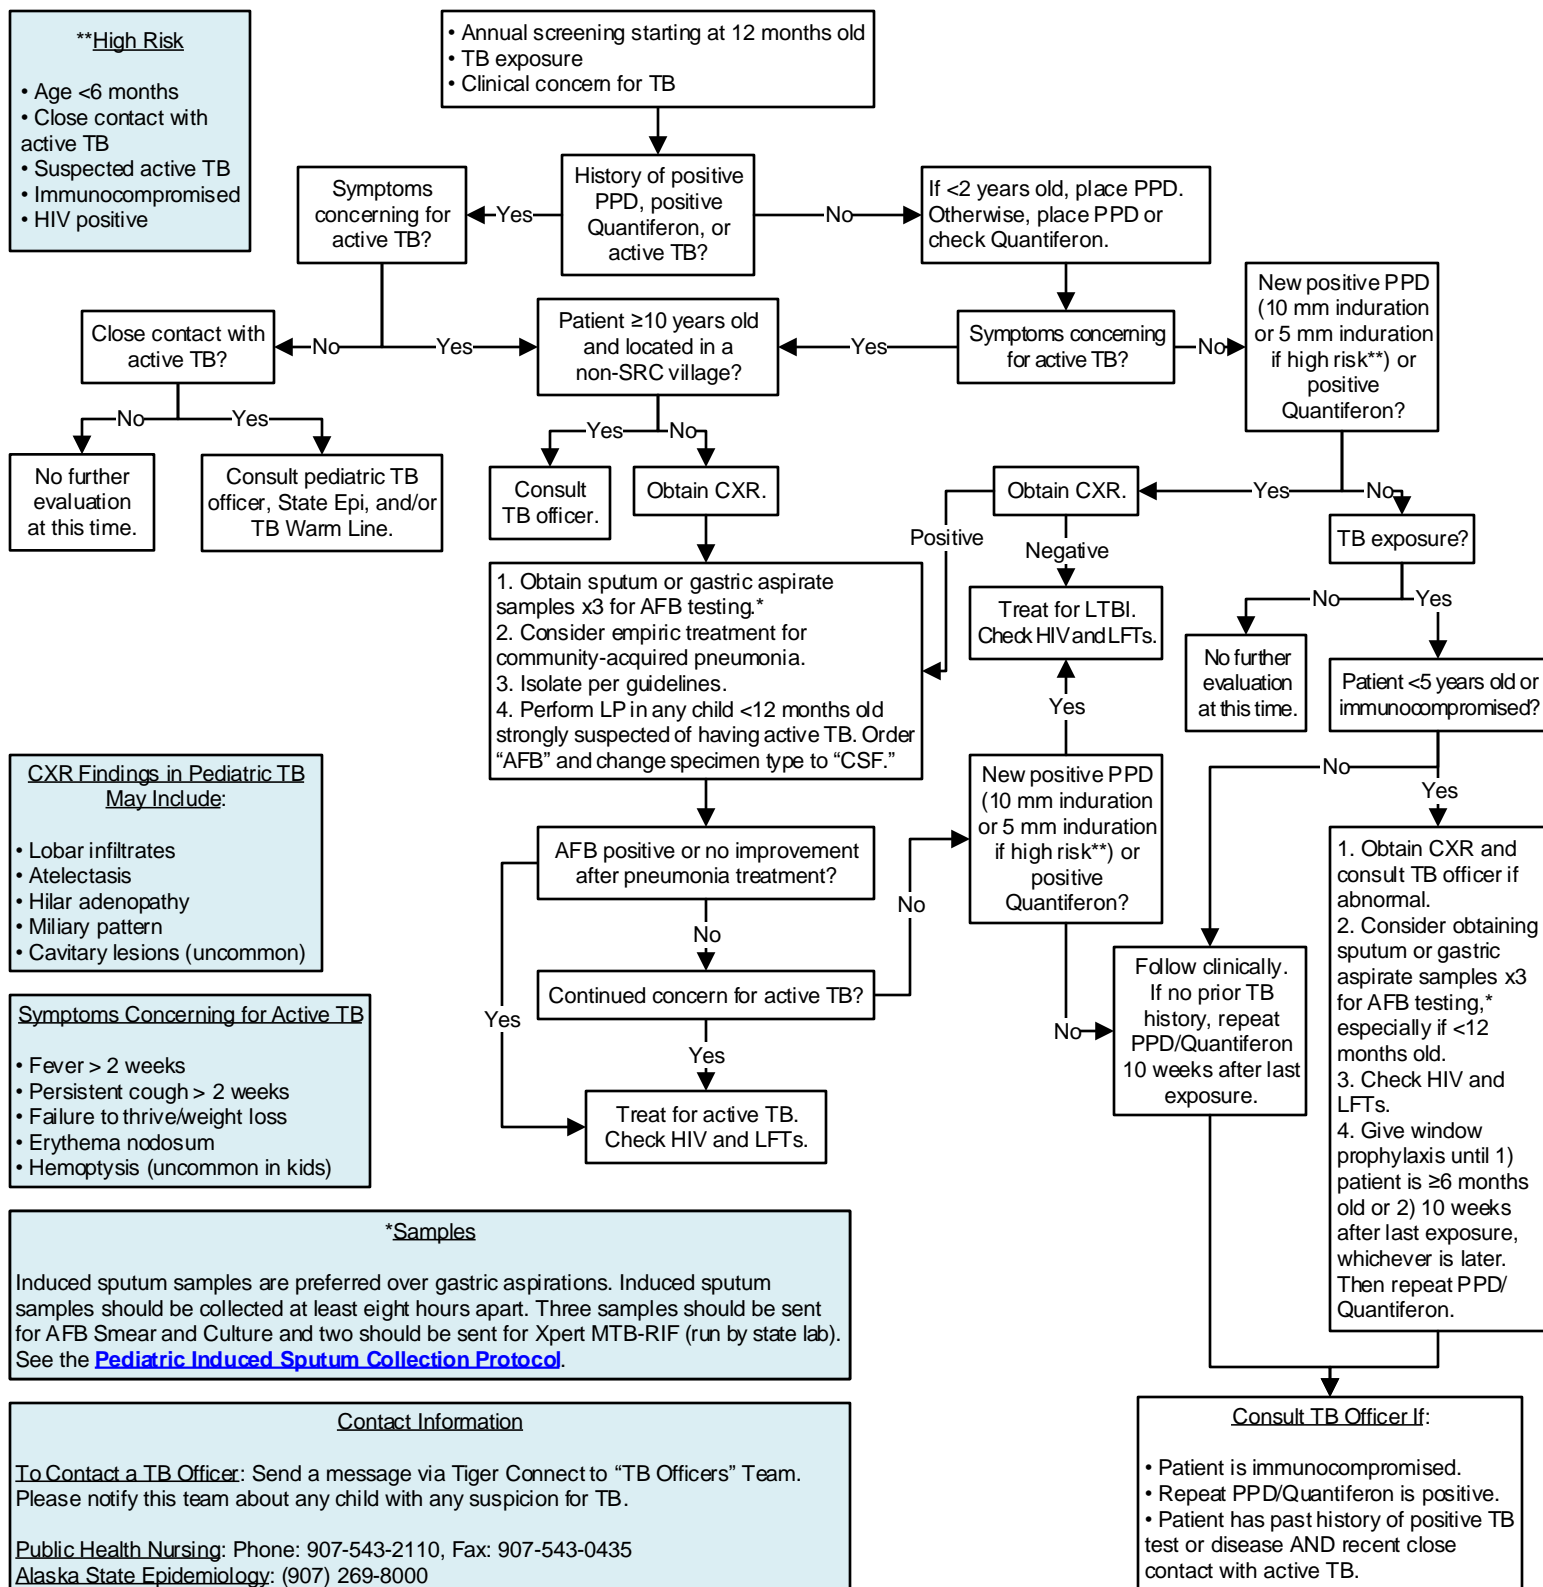 **High Risk
• Age <6 months
• Close contact with
active TB
• Suspected active TB
• Immunocompromised
• HIV positive
• Annual screening starting at 12 months old
• TB exposure
• Clinical concern for TB
Symptoms
concerning for
active TB?
Yes
History of positive
PPD, positive
Quantiferon, or
active TB?
No
If <2 years old, place PPD.
Otherwise, place PPD or
check Quantiferon.
Close contact with
active TB?
No
Yes
Patient ≥10 years old
and located in a
non-SRC village?
Yes
Symptoms concerning
for active TB?
No
New positive PPD
(10 mm induration
or 5 mm induration
if high risk**) or
positive
Quantiferon?
No
Yes
No further
evaluation
at this time.
Consult pediatric TB
officer, State Epi, and/or
TB Warm Line.
Yes
No
Consult
TB officer.
Obtain CXR.
Obtain CXR.
Yes
No
Positive
Negative
TB exposure?
1. Obtain sputum or gastric aspirate
samples x3 for AFB testing.*
2. Consider empiric treatment for
community-acquired pneumonia.
3. Isolate per guidelines.
4. Perform LP in any child <12 months old
strongly suspected of having active TB. Order
“AFB” and change specimen type to “CSF.”
Treat for LTBI.
Check HIV and LFTs.
Yes
No
Yes
No further
evaluation
at this time.
Patient <5 years old or
immunocompromised?
No
Yes
CXR Findings in Pediatric TB
May Include:
• Lobar infiltrates
• Atelectasis
• Hilar adenopathy
• Miliary pattern
• Cavitary lesions (uncommon)
AFB positive or no improvement
after pneumonia treatment?
No
Yes
Continued concern for active TB?
No
Yes
New positive PPD
(10 mm induration
or 5 mm induration
if high risk**) or
positive
Quantiferon?
No
Treat for active TB.
Check HIV and LFTs.
Follow clinically.
If no prior TB
history, repeat
PPD/Quantiferon
10 weeks after last
exposure.
1. Obtain CXR and
consult TB officer if
abnormal.
2. Consider obtaining
sputum or gastric
aspirate samples x3
for AFB testing,*
especially if <12
months old.
3. Check HIV and
LFTs.
4. Give window
prophylaxis until 1)
patient is ≥6 months
old or 2) 10 weeks
after last exposure,
whichever is later.
Then repeat PPD/
Quantiferon.
Symptoms Concerning for Active TB
• Fever > 2 weeks
• Persistent cough > 2 weeks
• Failure to thrive/weight loss
• Erythema nodosum
• Hemoptysis (uncommon in kids)
*Samples
Induced sputum samples are preferred over gastric aspirations. Induced sputum
samples should be collected at least eight hours apart. Three samples should be sent
for AFB Smear and Culture and two should be sent for Xpert MTB-RIF (run by state lab).
See the Pediatric Induced Sputum Collection Protocol.
Contact Information
To Contact a TB Officer: Send a message via Tiger Connect to “TB Officers” Team.
Please notify this team about any child with any suspicion for TB.
Public Health Nursing: Phone: 907-543-2110, Fax: 907-543-0435
Alaska State Epidemiology: (907) 269-8000
Consult TB Officer If:
• Patient is immunocompromised.
• Repeat PPD/Quantiferon is positive.
• Patient has past history of positive TB
test or disease AND recent close
contact with active TB.